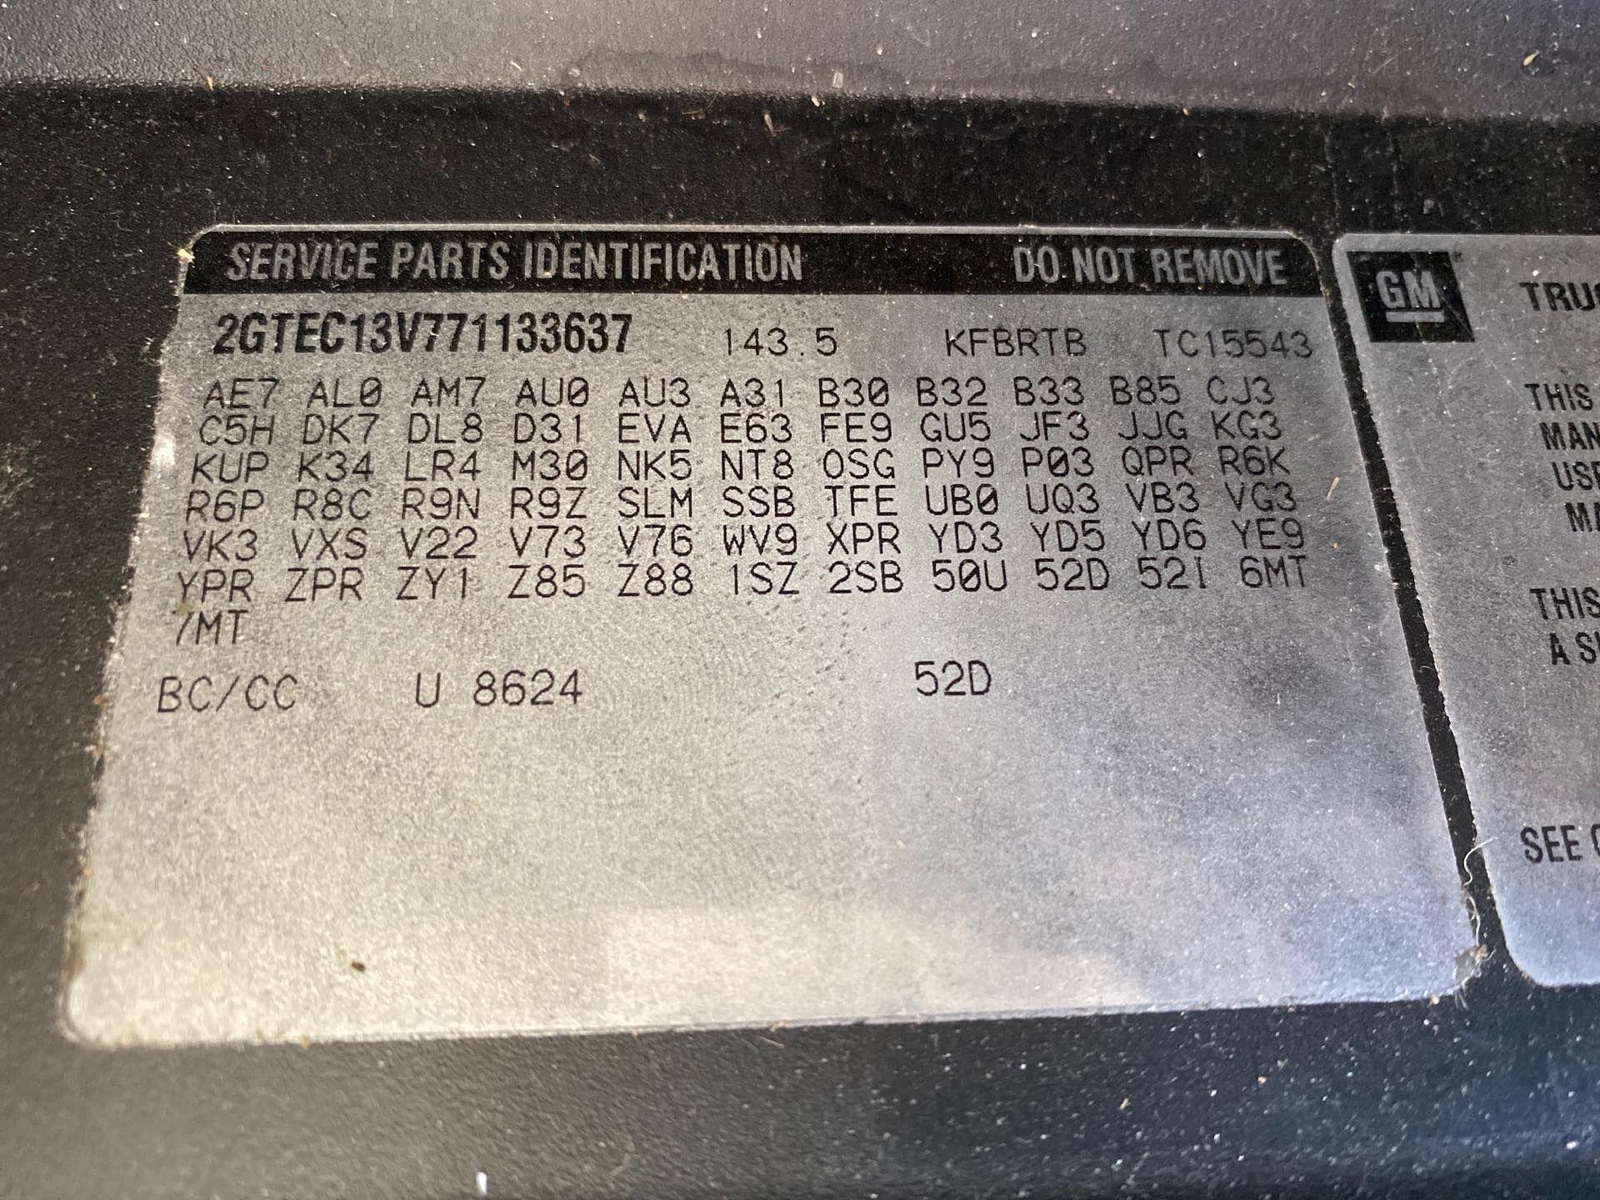 SERVICE PARTS IDENTIFICATION DO NOT REMOVE
2GTEC13V771133637 143.5 KFBRTB TC15543
AE7 AL0 AM7 AU0 AU3 A31 B30 B32 B33 B85 CJ3
C5H DK7 DL8 D31 EVA E63 FE9 GU5 JF3 JJG KG3
KUP K34 LR4 M30 NK5 NT8 OSG PY9 P03 QPR R6K
R6P R8C R9N R9Z SLM SSB TFE UB0 UQ3 VB3 VG3
VK3 VXS V22 V73 V76 WV9 XPR YD3 YD5 YD6 YE9
YPR ZPR ZY1 Z85 Z88 1SZ 2SB 50U 52D 52I 6MT
7MT
BC/CC U 8624 52D
GM
THIS
SEE
THIS
A